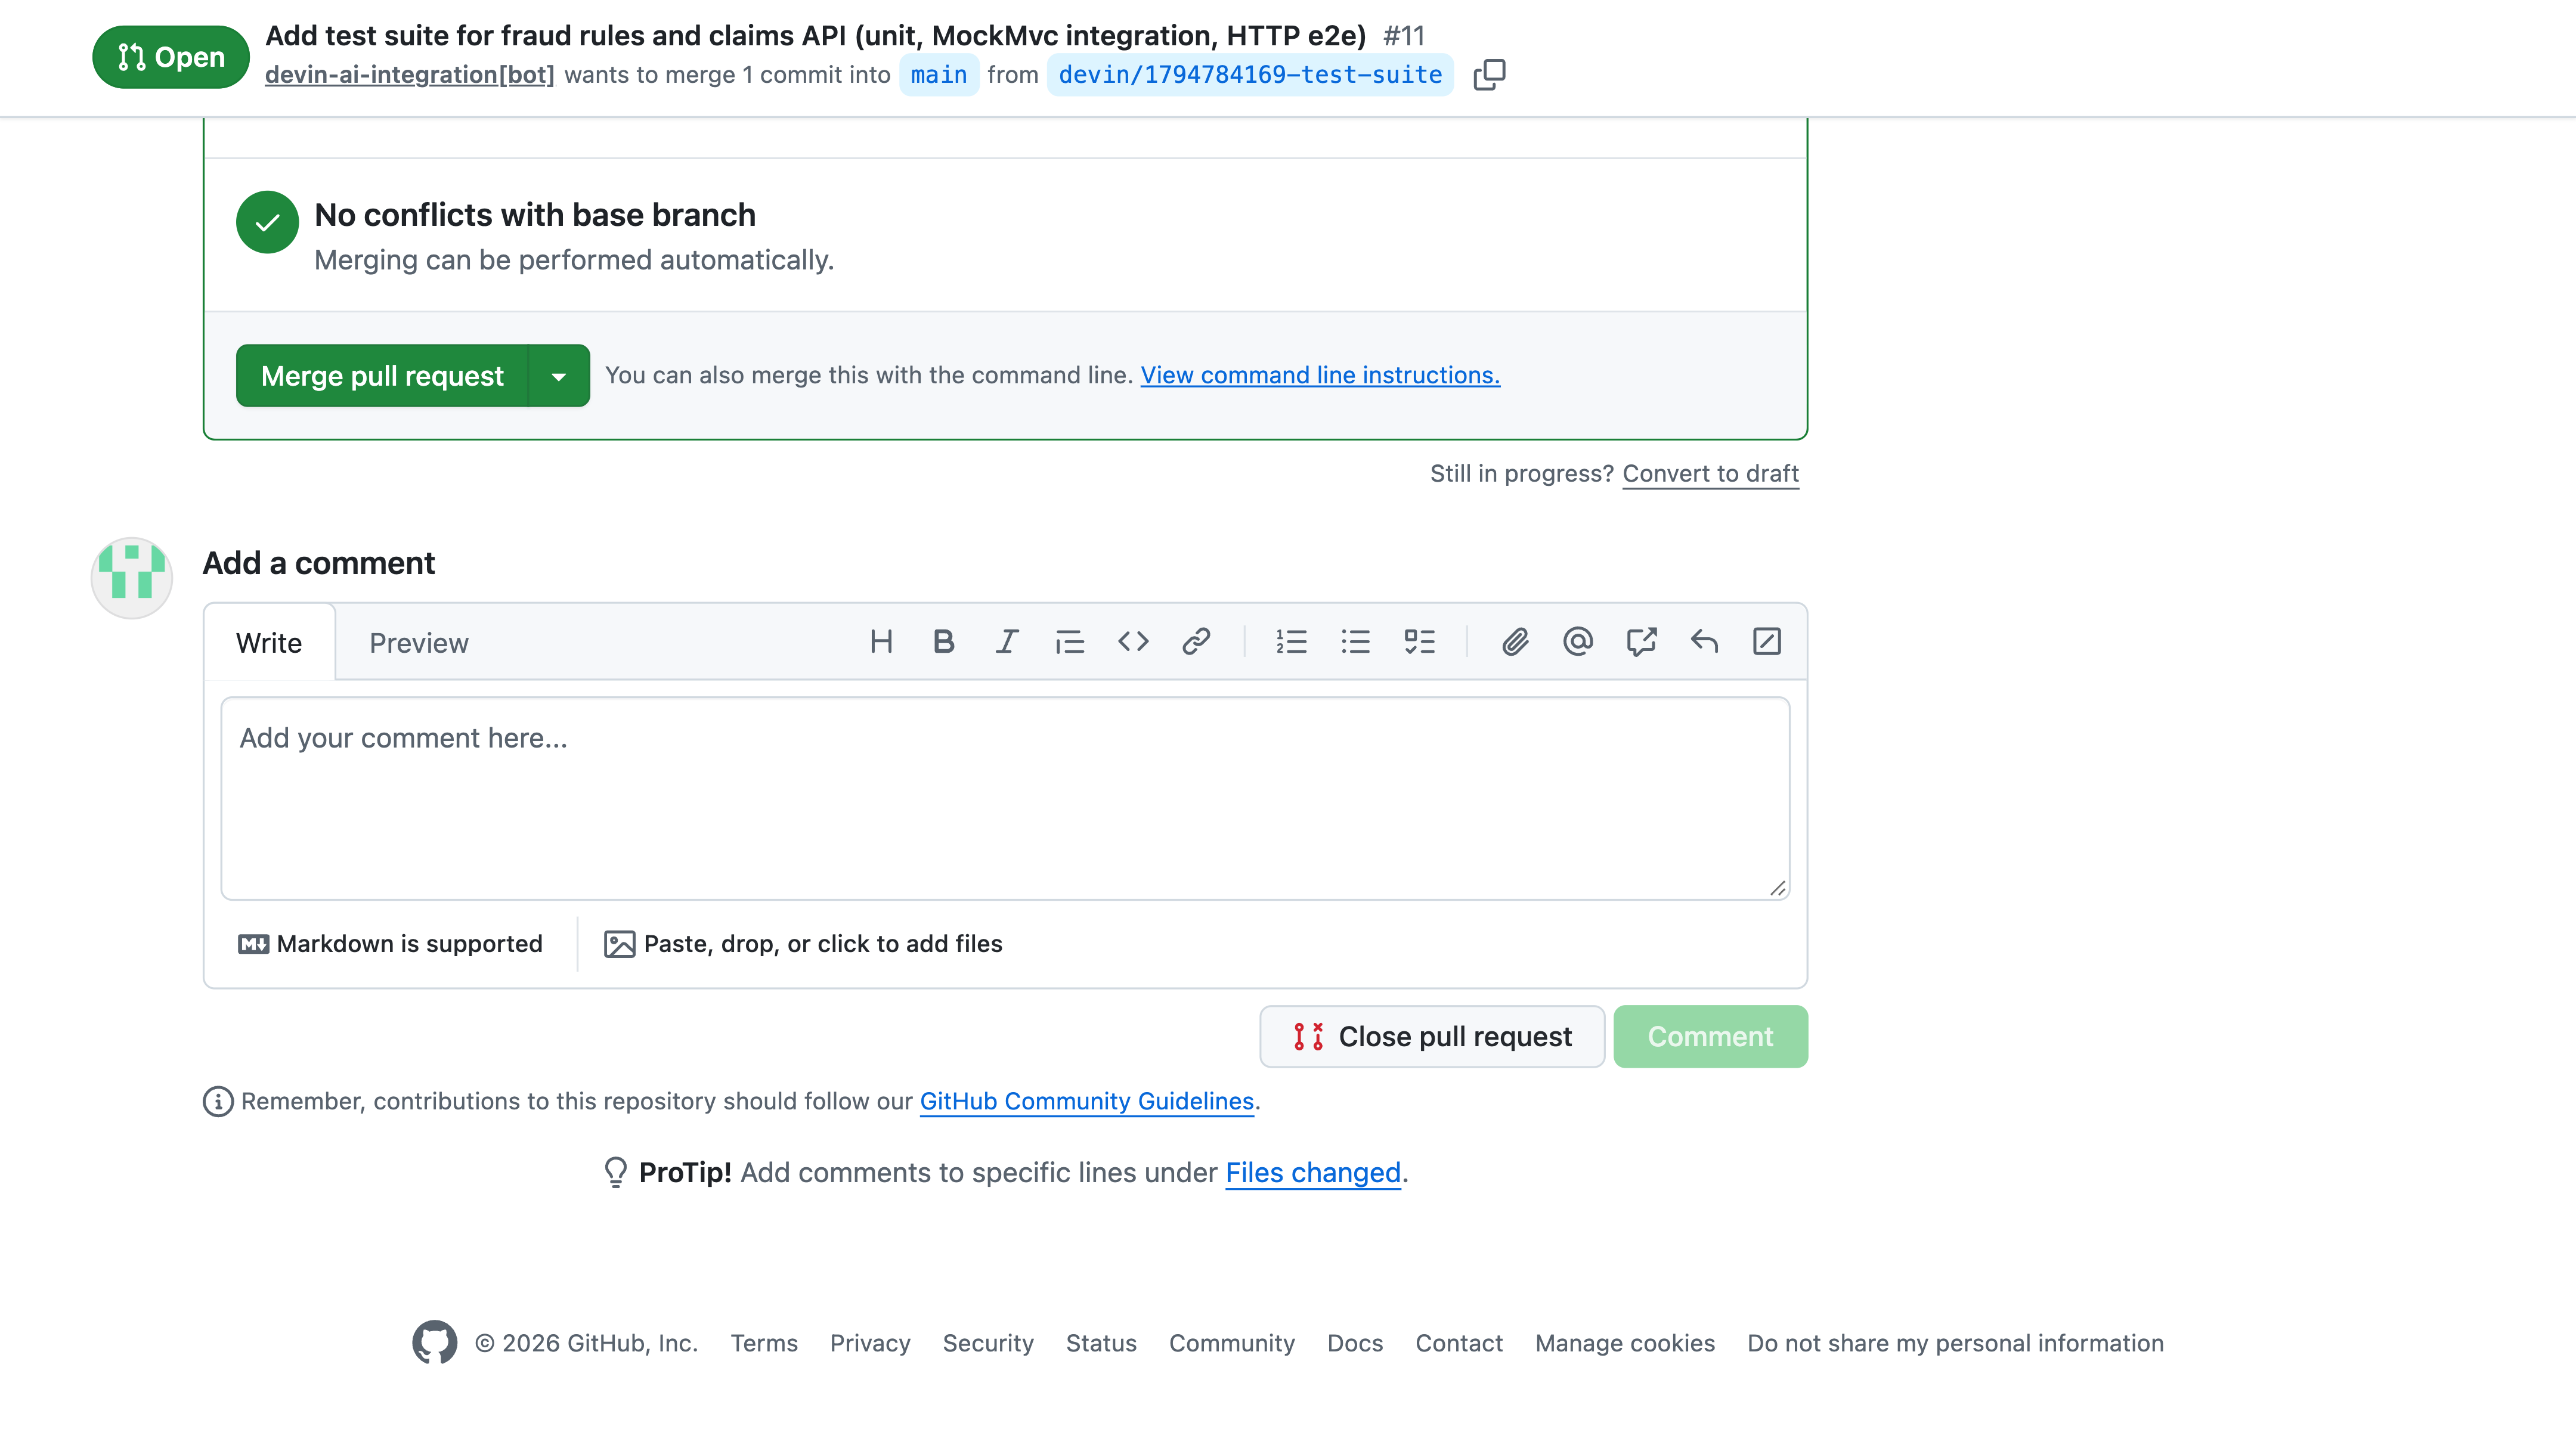 Open
Add test suite for fraud rules and claims API (unit, MockMvc integration, HTTP e2e) #11
devin-ai-integration[bot] wants to merge 1 commit into main from devin/1794784169-test-suite
No conflicts with base branch
Merging can be performed automatically.
Merge pull request
You can also merge this with the command line. View command line instructions.
Still in progress? Convert to draft
Add a comment
Write
Preview
Add your comment here...
Markdown is supported
Paste, drop, or click to add files
Close pull request
Comment
Remember, contributions to this repository should follow our GitHub Community Guidelines.
ProTip! Add comments to specific lines under Files changed.
© 2026 GitHub, Inc. Terms Privacy Security Status Community Docs Contact Manage cookies Do not share my personal information